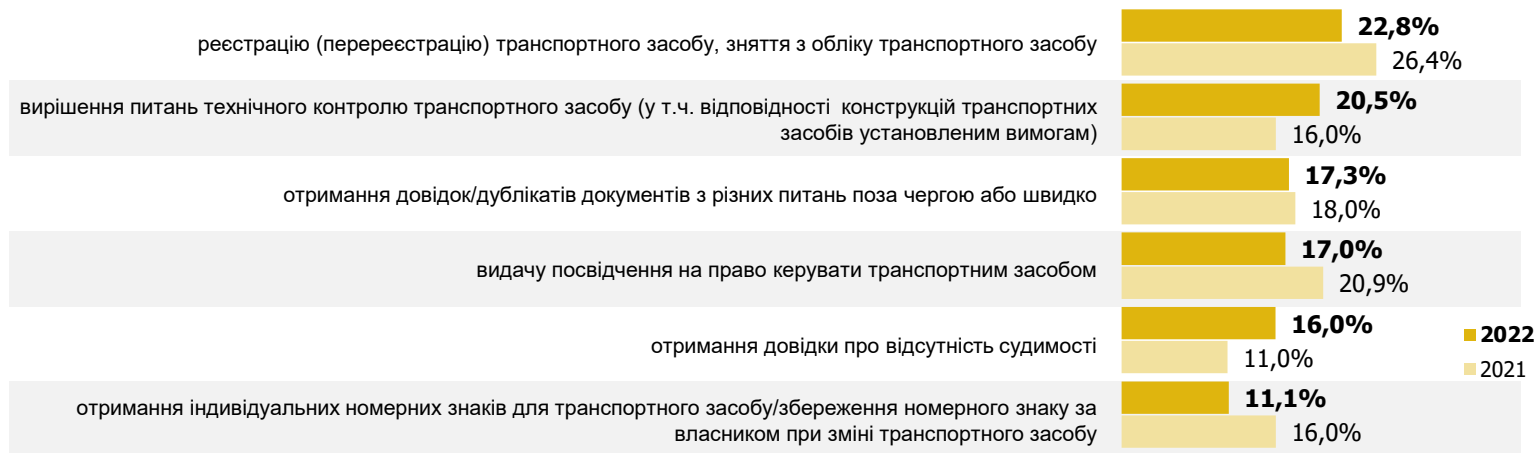 реєстрацію (перереєстрацію) транспортного засобу, зняття з обліку транспортного засобу
22,8%
26,4%
вирішення питань технічного контролю транспортного засобу (у т.ч. відповідності конструкцій транспортних
засобів установленим вимогам)
20,5%
16,0%
отримання довідок/дублікатів документів з різних питань поза чергою або швидко
17,3%
18,0%
видачу посвідчення на право керувати транспортним засобом
17,0%
20,9%
отримання довідки про відсутність судимості
16,0%
11,0%
2022
2021
отримання індивідуальних номерних знаків для транспортного засобу/збереження номерного знаку за
власником при зміні транспортного засобу
11,1%
16,0%